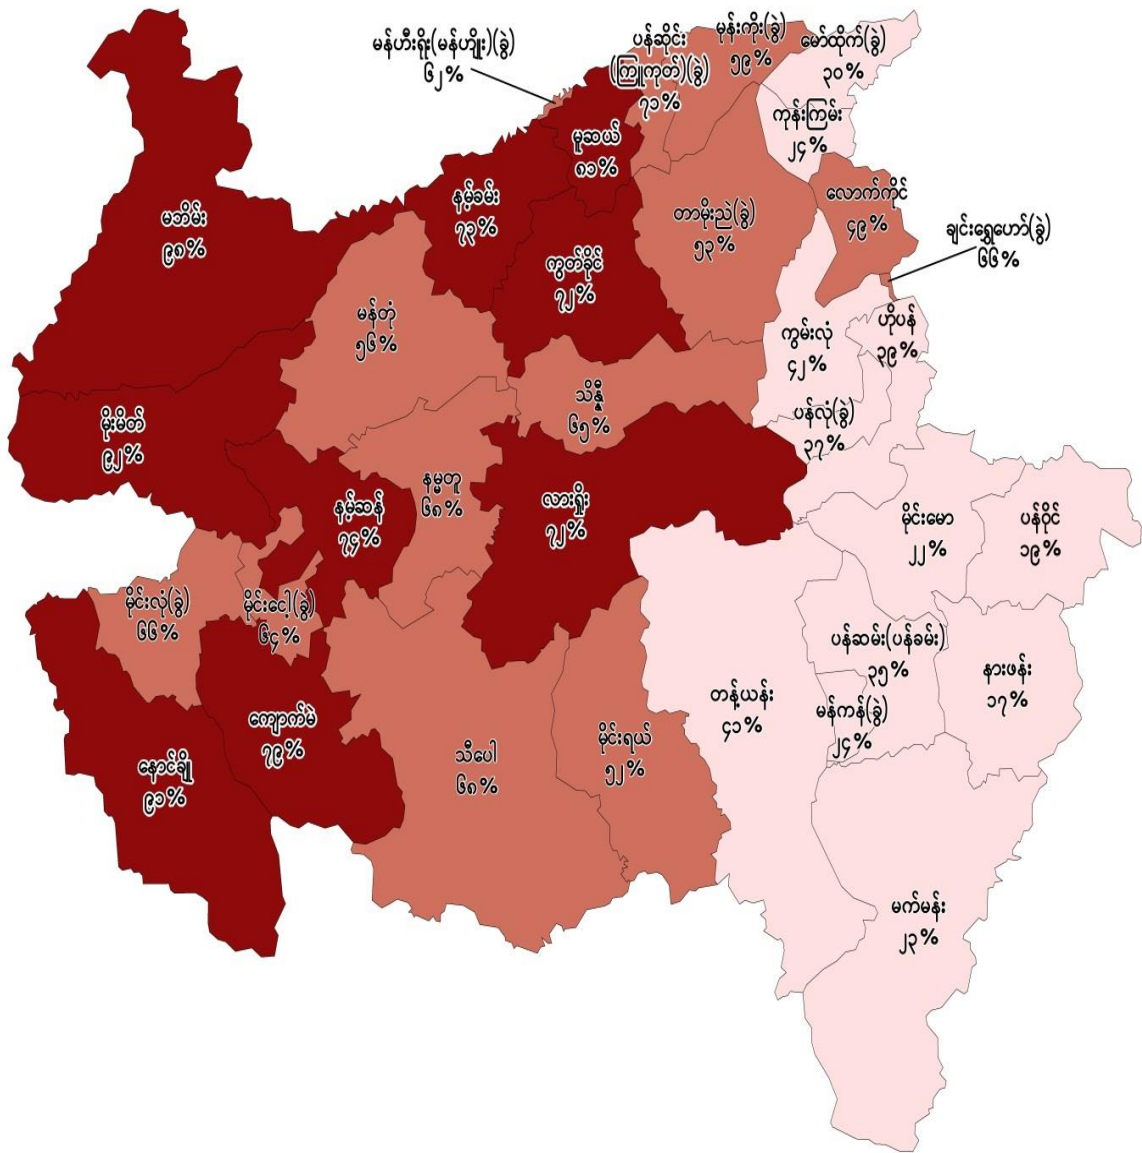 မန်ဟီးရိုး(မန်ဟျိုး)(ခွဲ)
၆၂%
ပန်ဆိုင်း
(ကြူကုတ်)(ခွဲ)
၇၁%
မုန်းကိုး(ခွဲ)
၅၉%
မော်ထိုက်(ခွဲ)
၃၀%
ကုန်းကြမ်း
၂၄%
မူဆယ်
၈၁%
နမ့်ခမ်း
၇၃%
မဘိမ်း
၉၈%
တာမိုးညဲ(ခွဲ)
၅၃%
လောက်ကိုင်
၄၉%
ချင်းရွှေဟော်(ခွဲ)
၆၆%
ကွတ်ခိုင်
၇၂%
မန်တုံ
၅၆%
ကွမ်းလုံ
၄၂%
ဟိုပန်
၃၉%
သိန္နီ
၆၅%
ပန်လုံ(ခွဲ)
၃၇%
မိုးမိတ်
၉၂%
နမ္မတူ
၆၈%
နမ့်ဆန်
၇၄%
လားရှိုး
၇၂%
မိုင်းမော
၂၂%
ပန်ဝိုင်
၁၉%
မိုင်းလုံ(ခွဲ)
၆၆%
မိုင်းငေါ့(ခွဲ)
၆၄%
ပန်ဆမ်း(ပန်ခမ်း)
၃၅%
နားဖန်း
၁၇%
တန့်ယန်း
၄၁%
မန်ကန်(ခွဲ)
၂၄%
ကျောက်မဲ
၇၉%
သီပေါ
၆၈%
မိုင်းရယ်
၅၂%
နောင်ချို
၉၁%
မက်မန်း
၂၃%